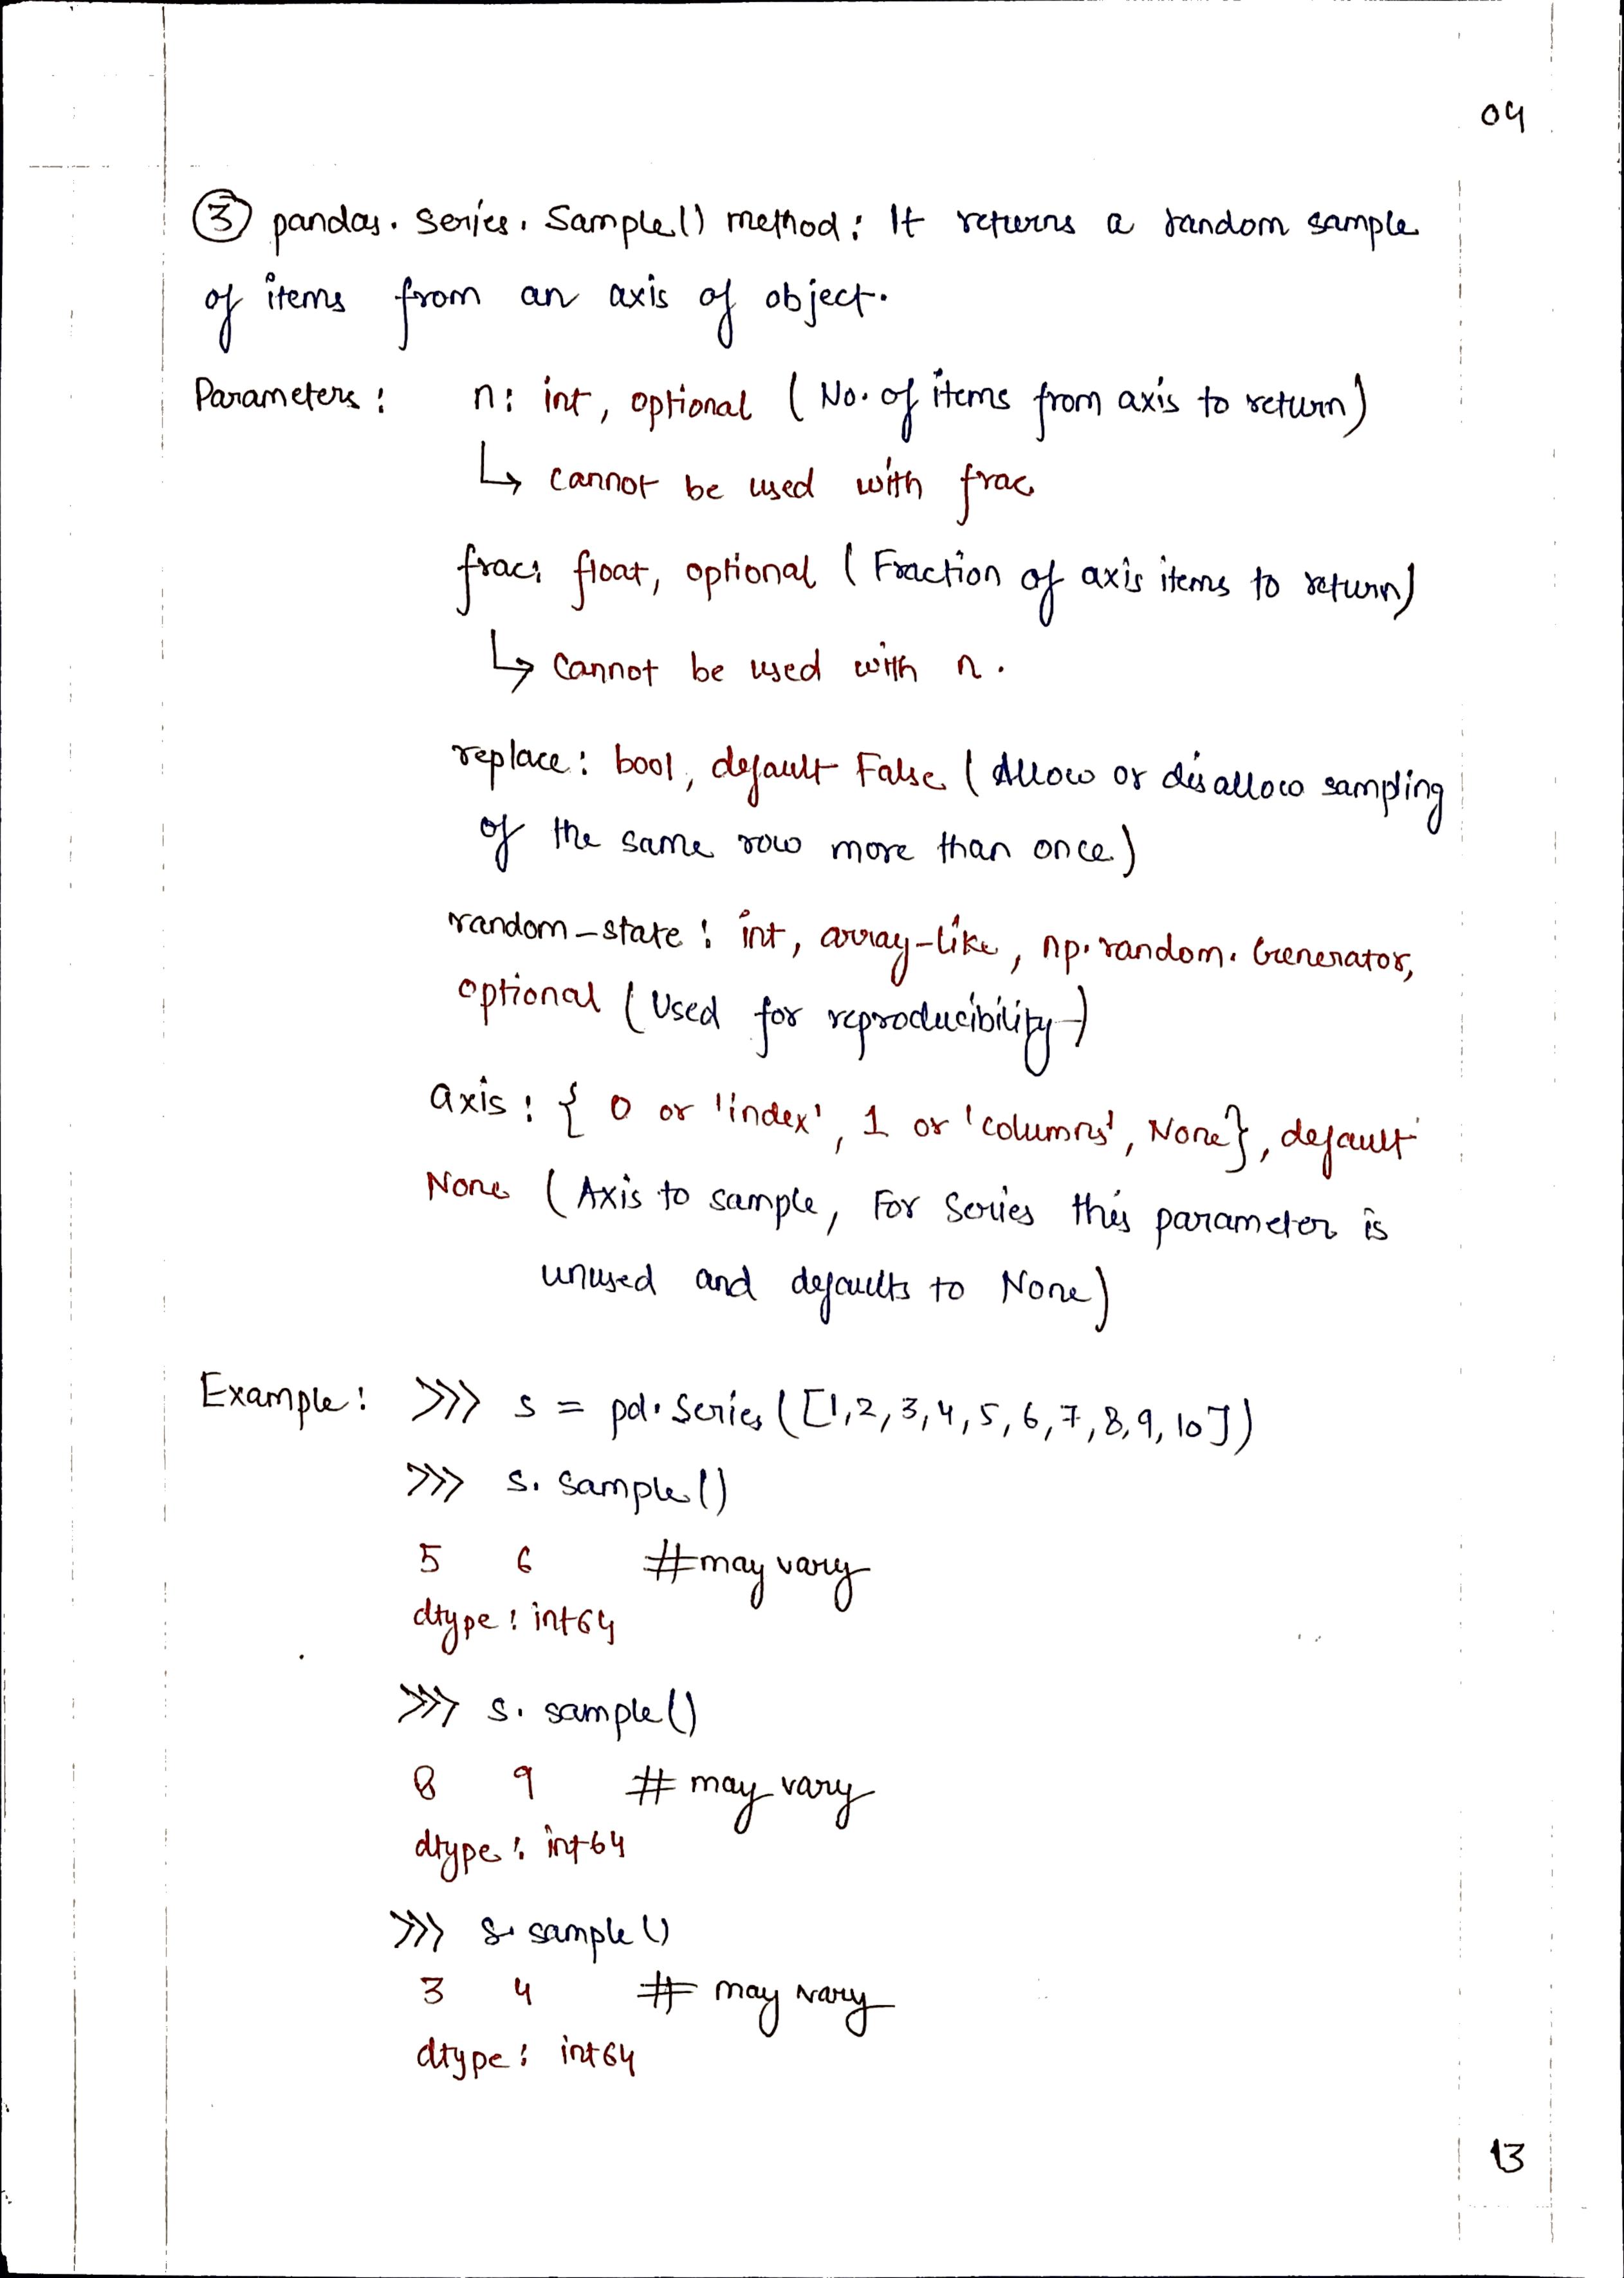 04
③ pandas. Series. Sample() method: It returns a random sample
of items from an axis of object.
Parameters: n: int, optional (No. of items from axis to return)
↳ cannot be used with frac
frac: float, optional (Fraction of axis items to return)
↳ cannot be used with n.
replace: bool, default False (Allow or disallow sampling
of the same row more than once)
random-state: int, array-like, np.random.Generator,
optional (Used for reproducibility)
axis: { 0 or 'index', 1 or 'columns', None}, default
None (Axis to sample, For Series this parameter is
unused and defaults to None)
Example: >>> s = pd.Series([1,2,3,4,5,6,7,8,9,10])
>>> s. sample()
5 6 #may vary
dtype: int64
>>> s. sample()
8 9 # may vary
dtype: int64
>>> s. sample()
3 4 # may vary
dtype: int64
13